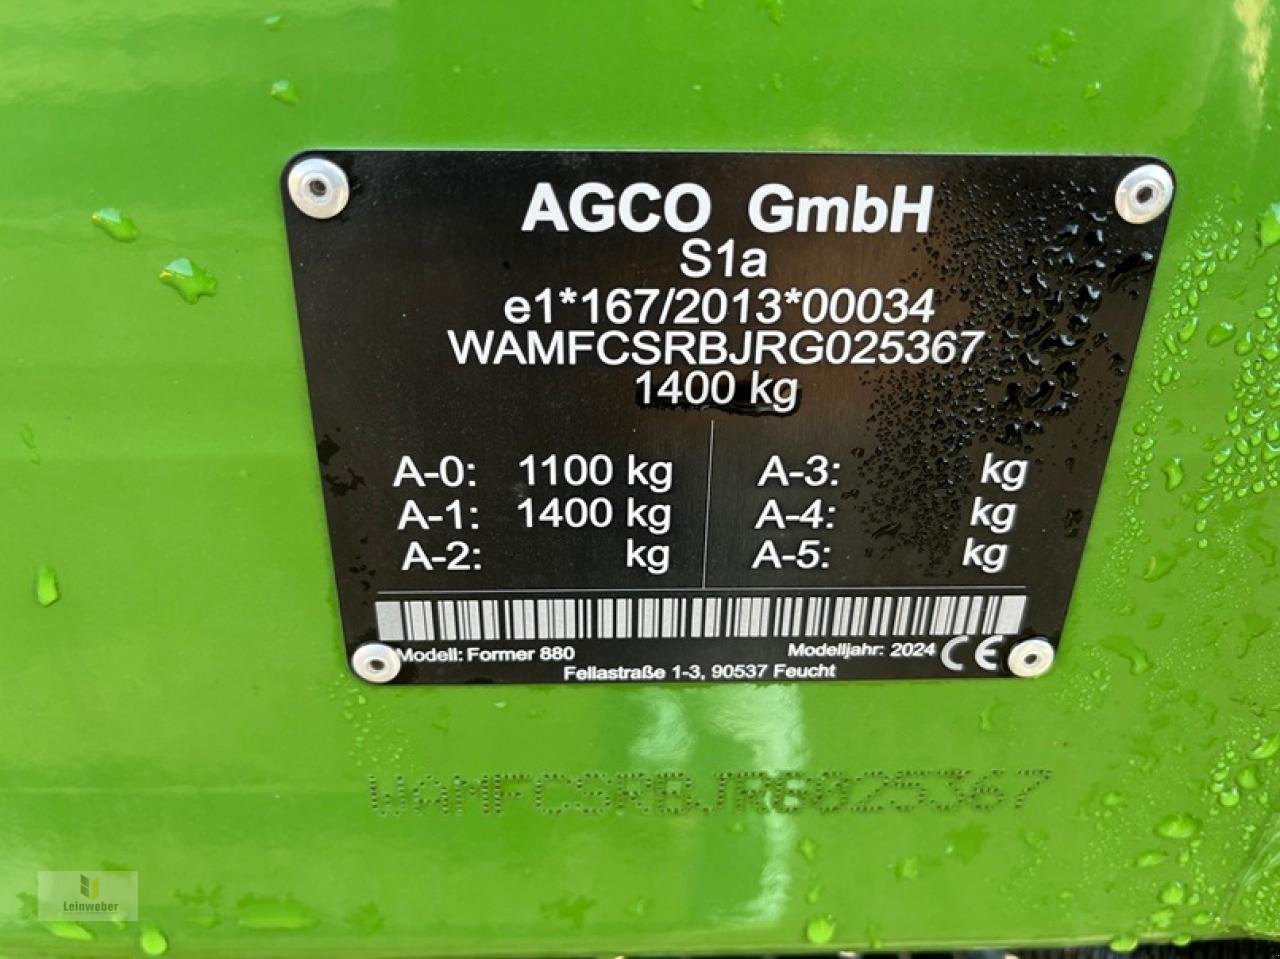 AGCO GmbH
S1a
e1*167/2013*00034
WAMFCSRBJRG025367
1400 kg
A-0: 1100 kg
A-1: 1400 kg
A-2: kg
A-3: kg
A-4: kg
A-5: kg
Modell: Former 880
Modelljahr: 2024 CE
Fellastraße 1-3, 90537 Feucht
WAMFCSRBJRG025367
Leinweber